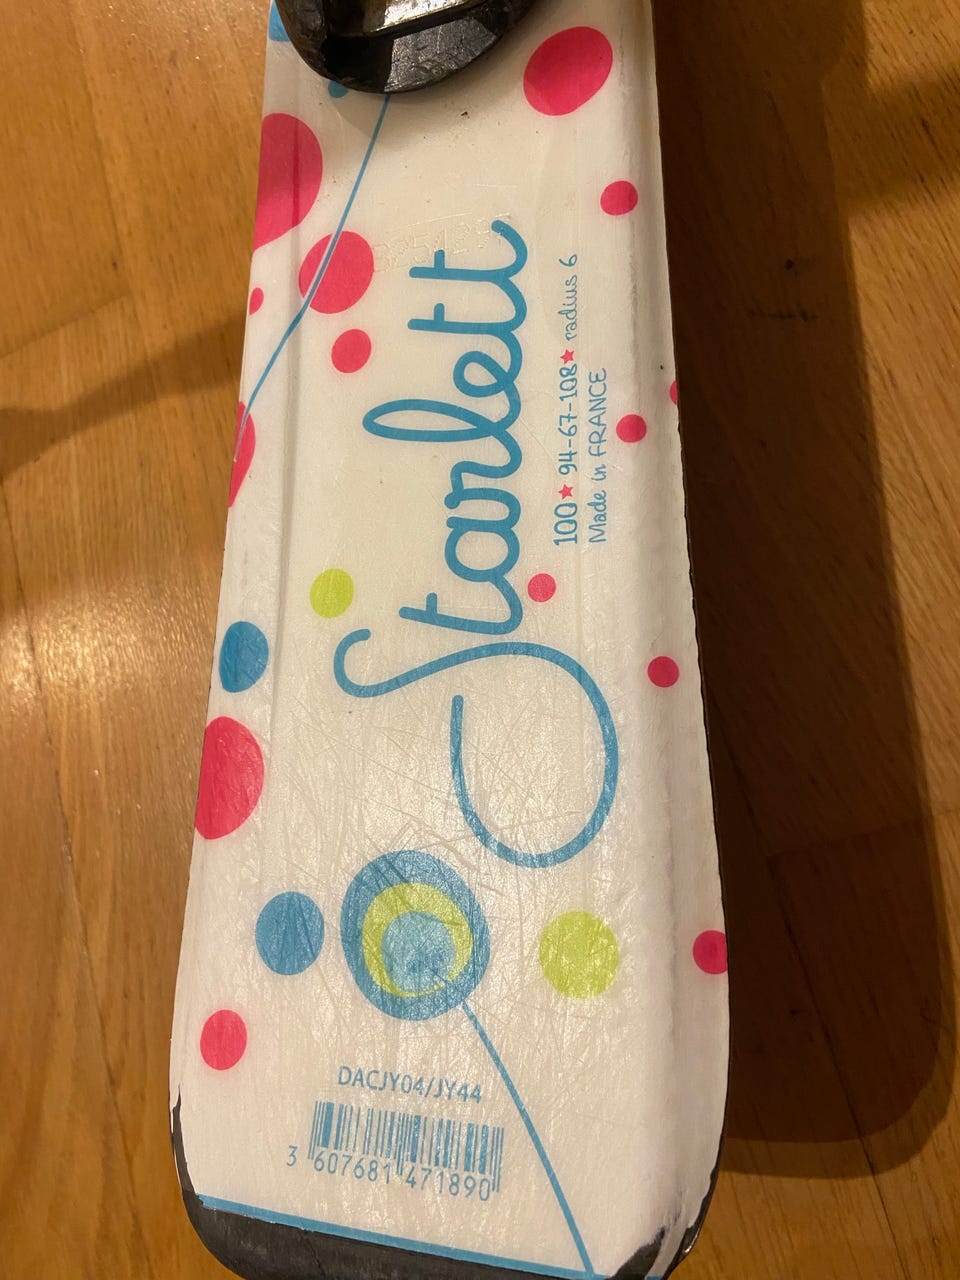 Starlett
100★ 94-67-108★ radius 6
Made in FRANCE
DACJY04/JY44
3 607681 471890